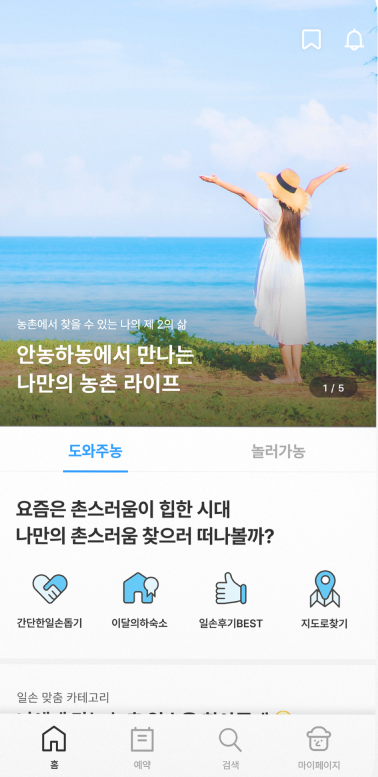 농촌에서 찾을 수 있는 나의 제 2의 삶
안농하농에서 만나는
나만의 농촌 라이프
1 / 5
도와주농
놀러가농
요즘은 촌스러움이 힙한 시대
나만의 촌스러움 찾으러 떠나볼까?
간단한일손돕기
이달의하숙소
일손후기BEST
지도로찾기
일손 맞춤 카테고리
홈
예약
검색
마이페이지